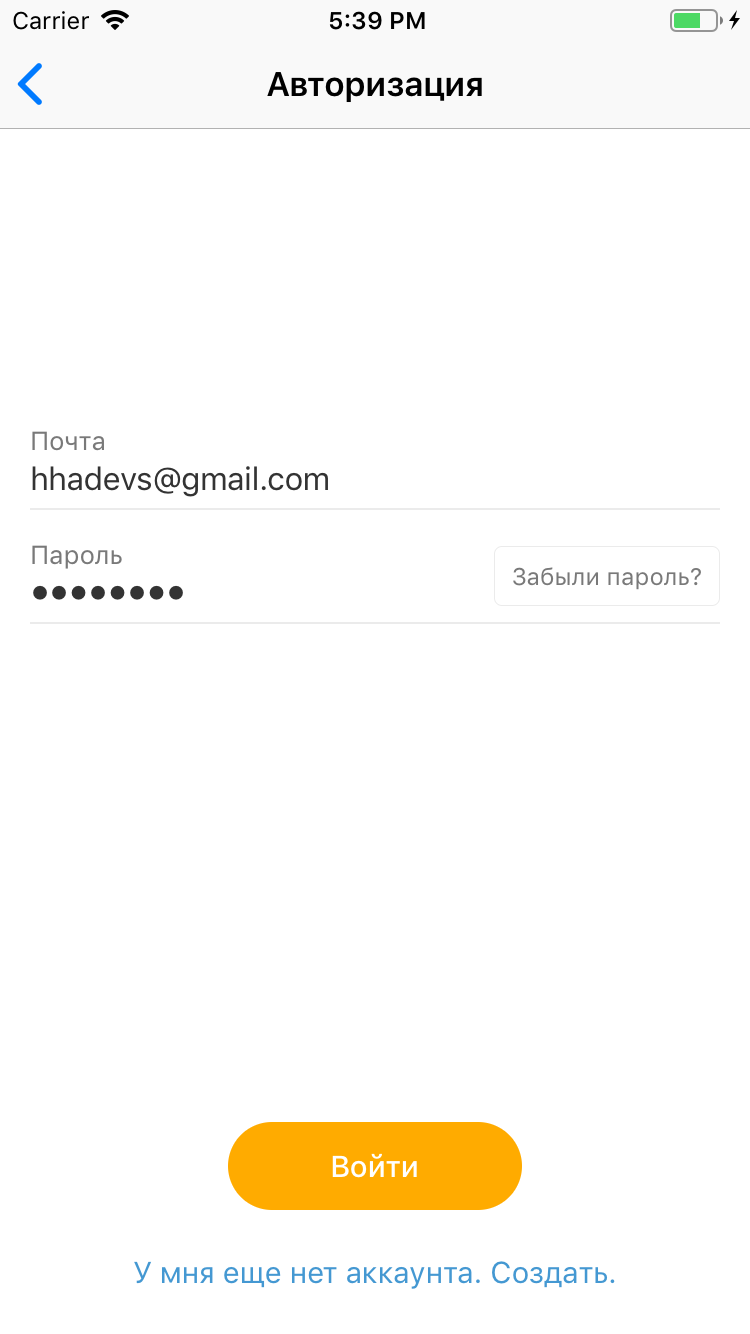 Carrier 5:39 PM
Авторизация
Почта
hhadevs@gmail.com
Пароль
●●●●●●●●
Забыли пароль?
Войти
У мня еще нет аккаунта. Создать.